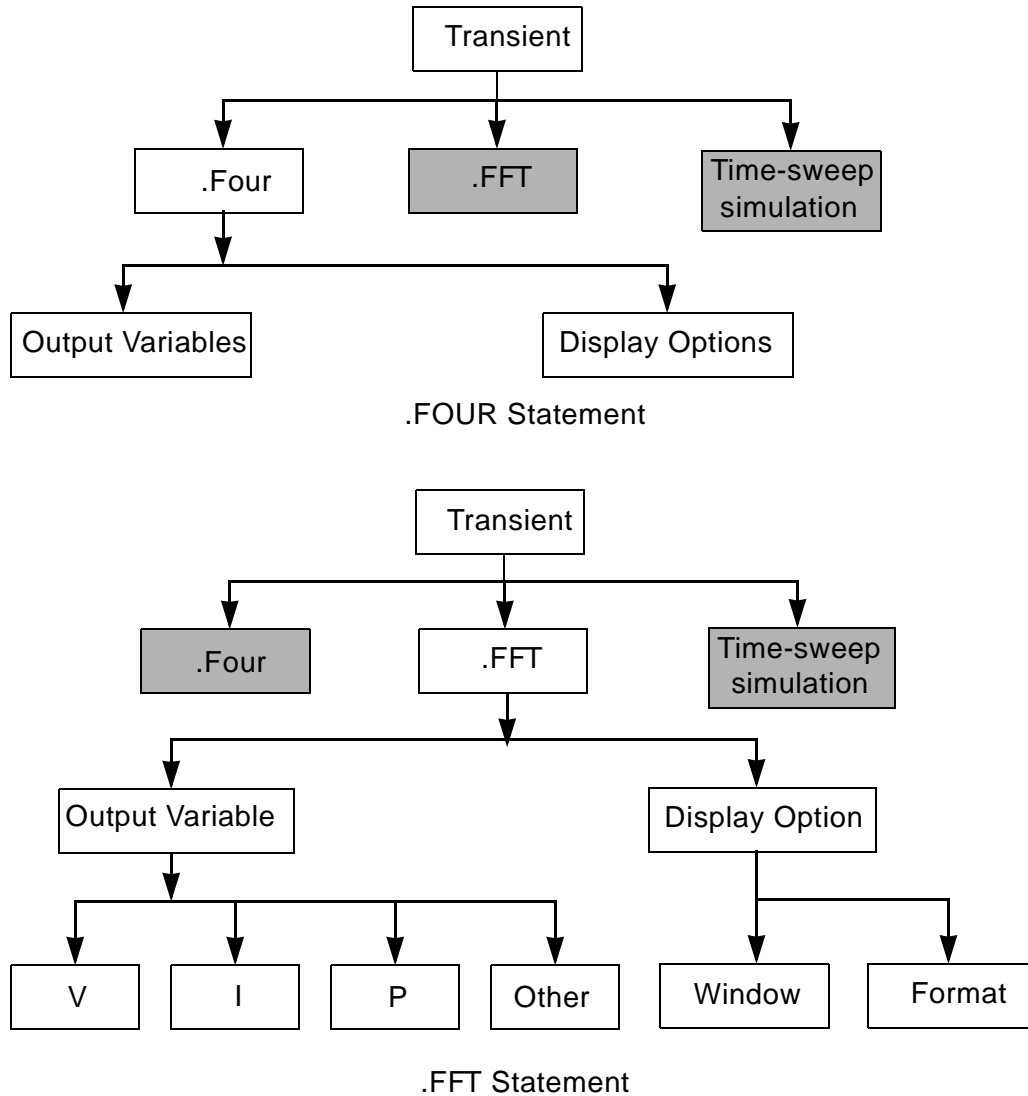 Transient
.Four
.FFT
Time-sweep
simulation
Output Variables
Display Options
.FOUR Statement
Transient
.Four
.FFT
Time-sweep
simulation
Output Variable
Display Option
V
I
P
Other
Window
Format
.FFT Statement